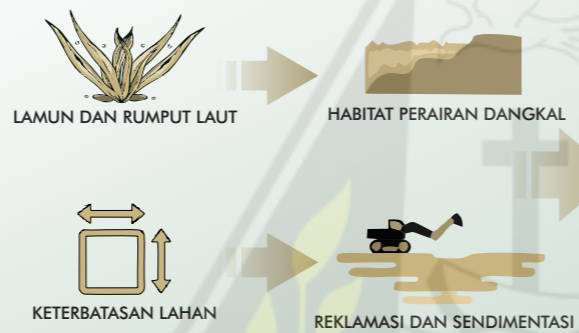 LAMUN DAN RUMPUT LAUT
HABITAT PERAIRAN DANGKAL
KETERBATASAN LAHAN
REKLAMASI DAN SENDIMENTASI